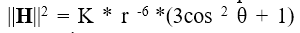 ||H||² = K * r ⁻⁶ *(3cos ² θ + 1)